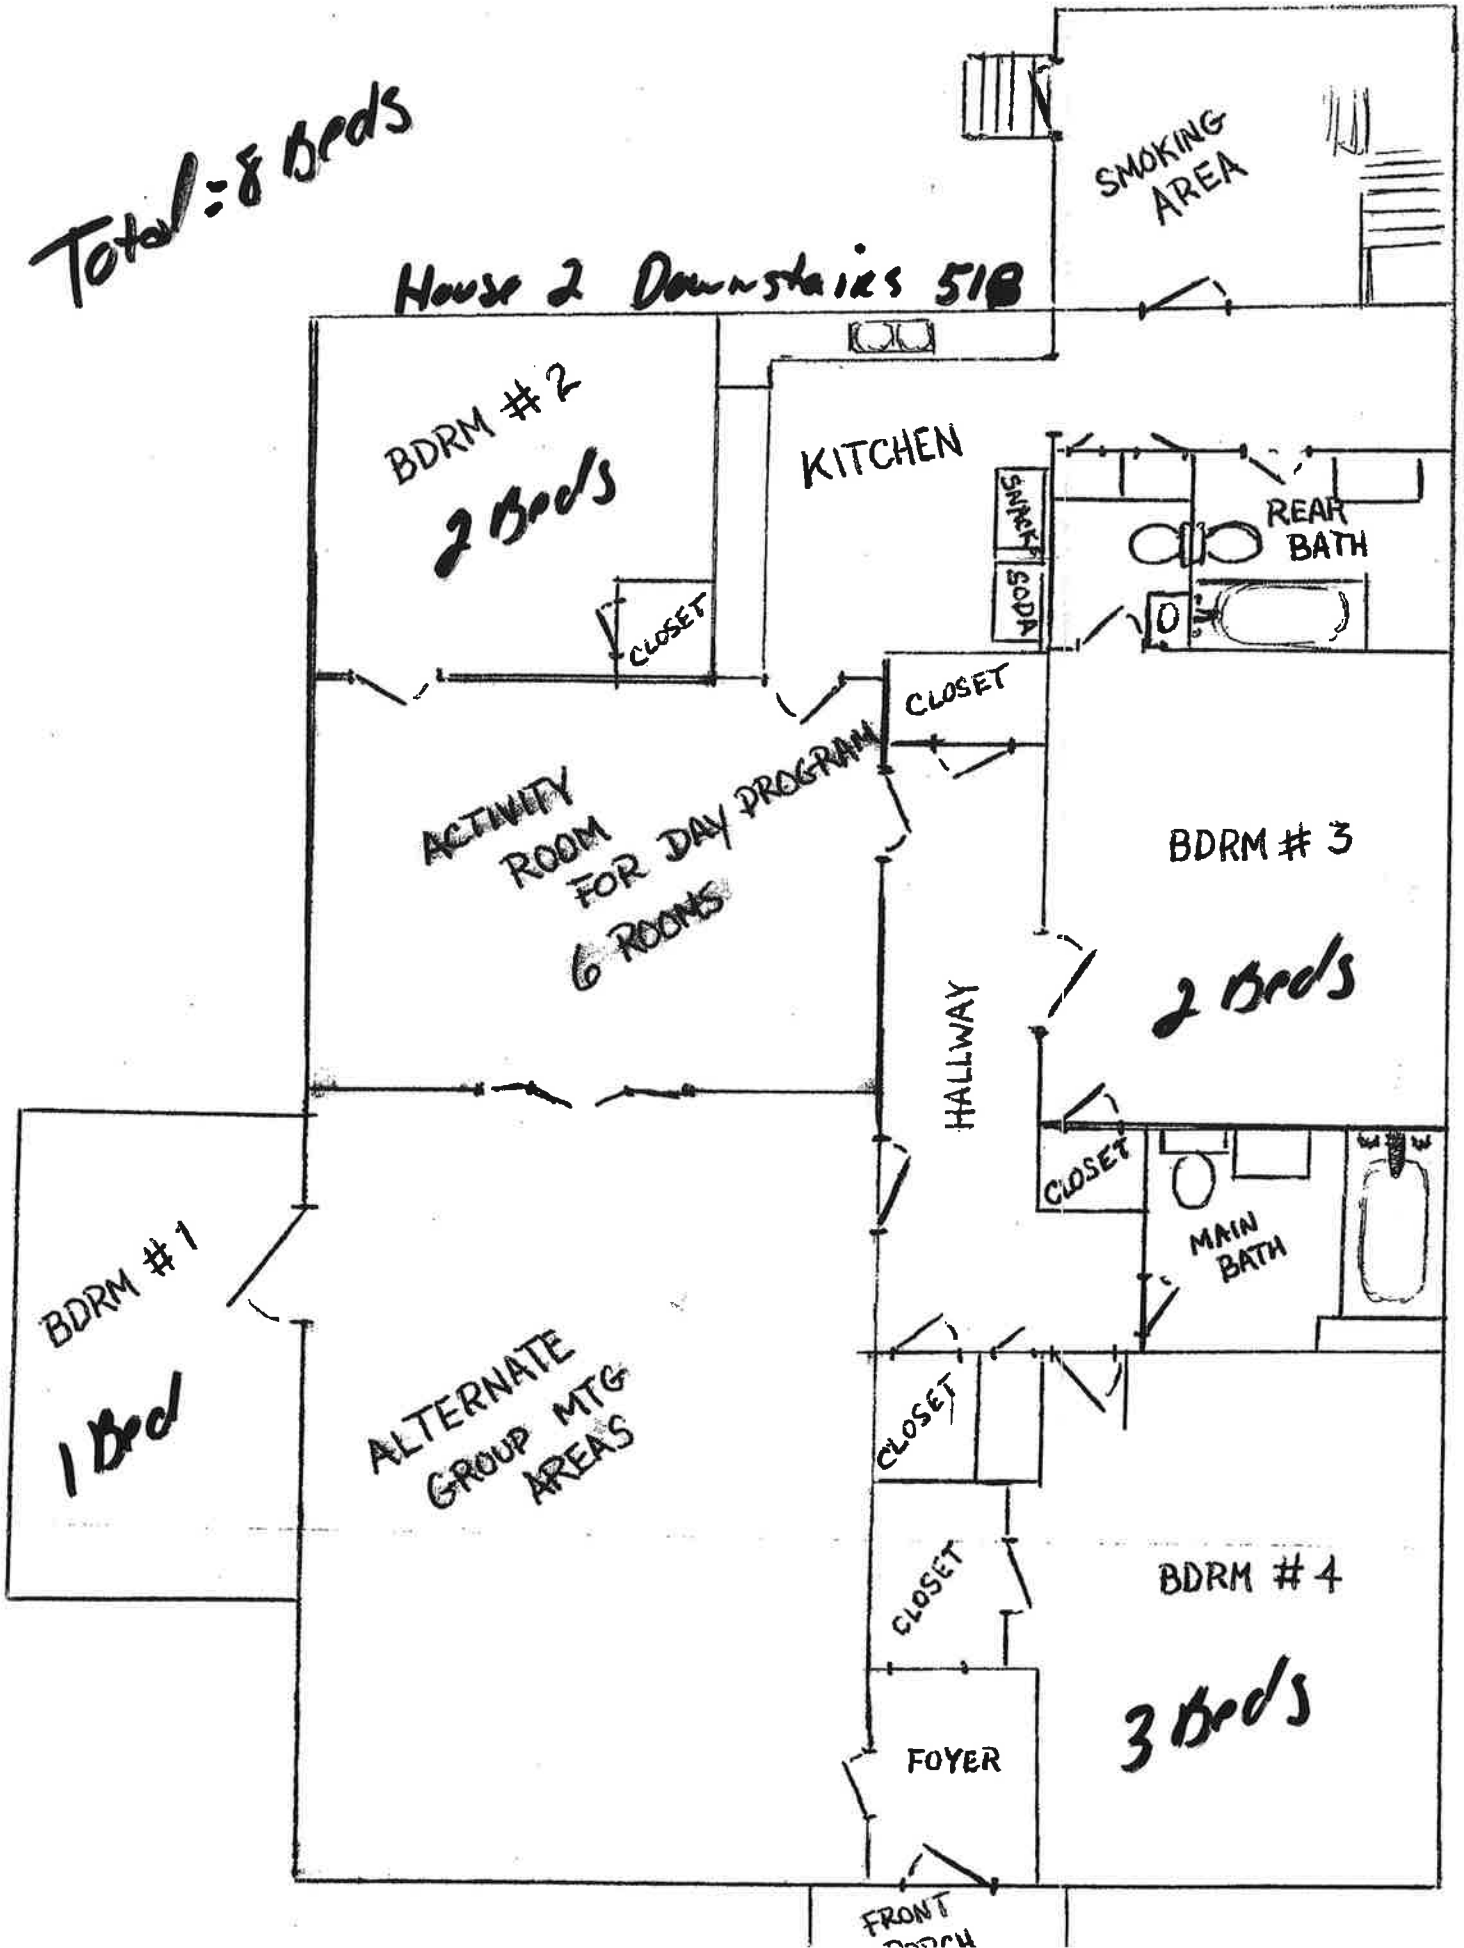 Total = 8 Beds
SMOKING
AREA
House 2 Downstairs 51B
BDRM # 2
2 Beds
CLOSET
KITCHEN
SNACKS
SODA
REAR
BATH
CLOSET
ACTIVITY
ROOM
FOR DAY PROGRAM
6 ROOMS
BDRM # 3
2 Beds
HALLWAY
CLOSET
MAIN
BATH
BDRM # 1
1 Bed
ALTERNATE
GROUP MTG
AREAS
CLOSET
CLOSET
BDRM # 4
3 Beds
FOYER
FRONT
PORCH